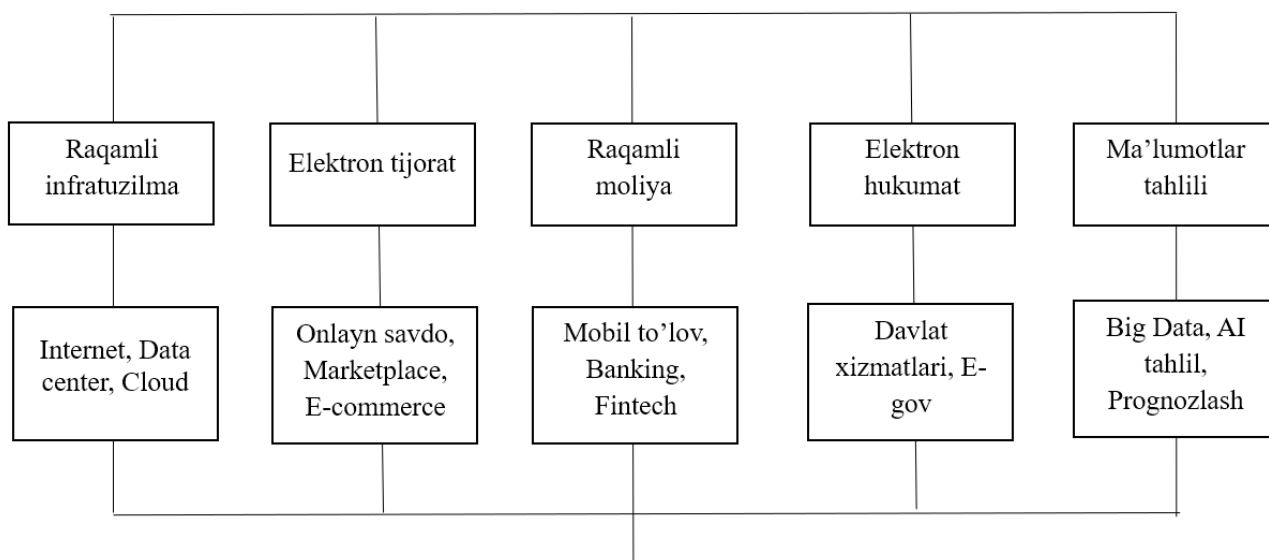 Raqamli
infratuzilma
Elektron tijorat
Raqamli
moliya
Elektron
hukumat
Ma’lumotlar
tahlili
Internet, Data
center, Cloud
Onlayn savdo,
Marketplace,
E-commerce
Mobil to’lov,
Banking,
Fintech
Davlat
xizmatlari, E-
gov
Big Data, AI
tahlil,
Prognozlash